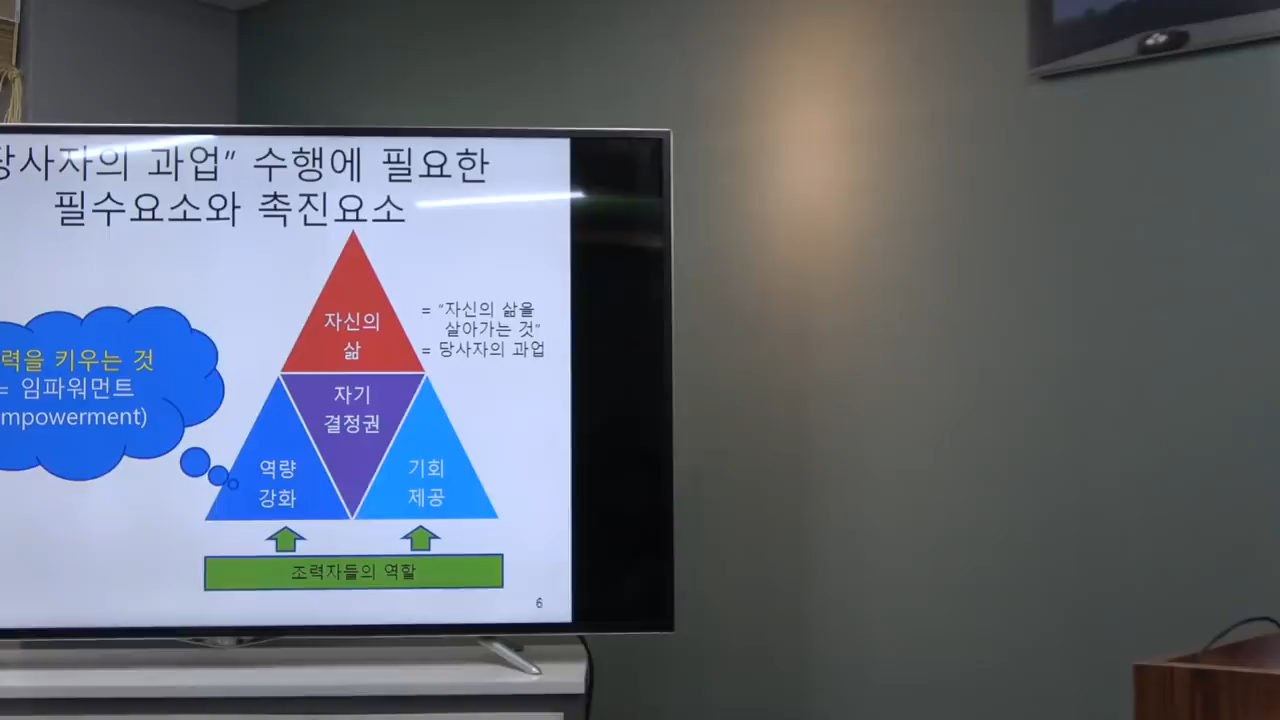 당사자의 과업” 수행에 필요한
필수요소와 촉진요소
자신의
삶
= “자신의 삶을
살아가는 것”
= 당사자의 과업
력을 키우는 것
= 임파워먼트
mpowerment)
자기
결정권
역량
강화
기회
제공
조력자들의 역할
6